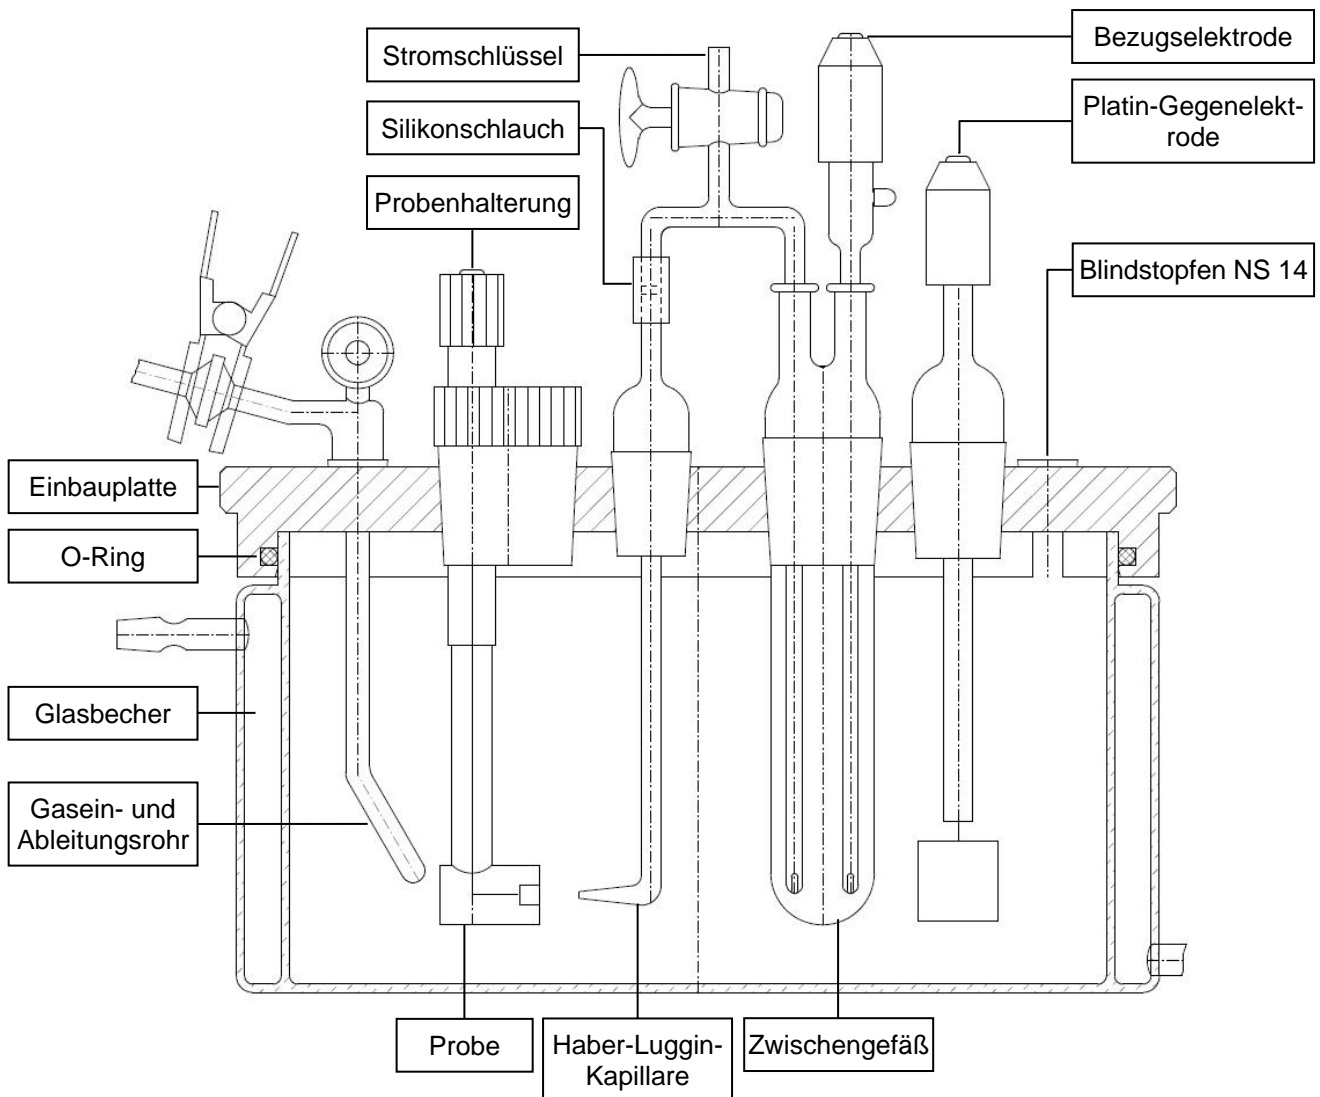 Stromschlüssel
Silikonschlauch
Probenhalterung
Bezugselektrode
Platin-Gegenelekt-
rode
Blindstopfen NS 14
Einbauplatte
O-Ring
Glasbecher
Gasein- und
Ableitungsrohr
Probe
Haber-Luggin-
Kapillare
Zwischengefäß